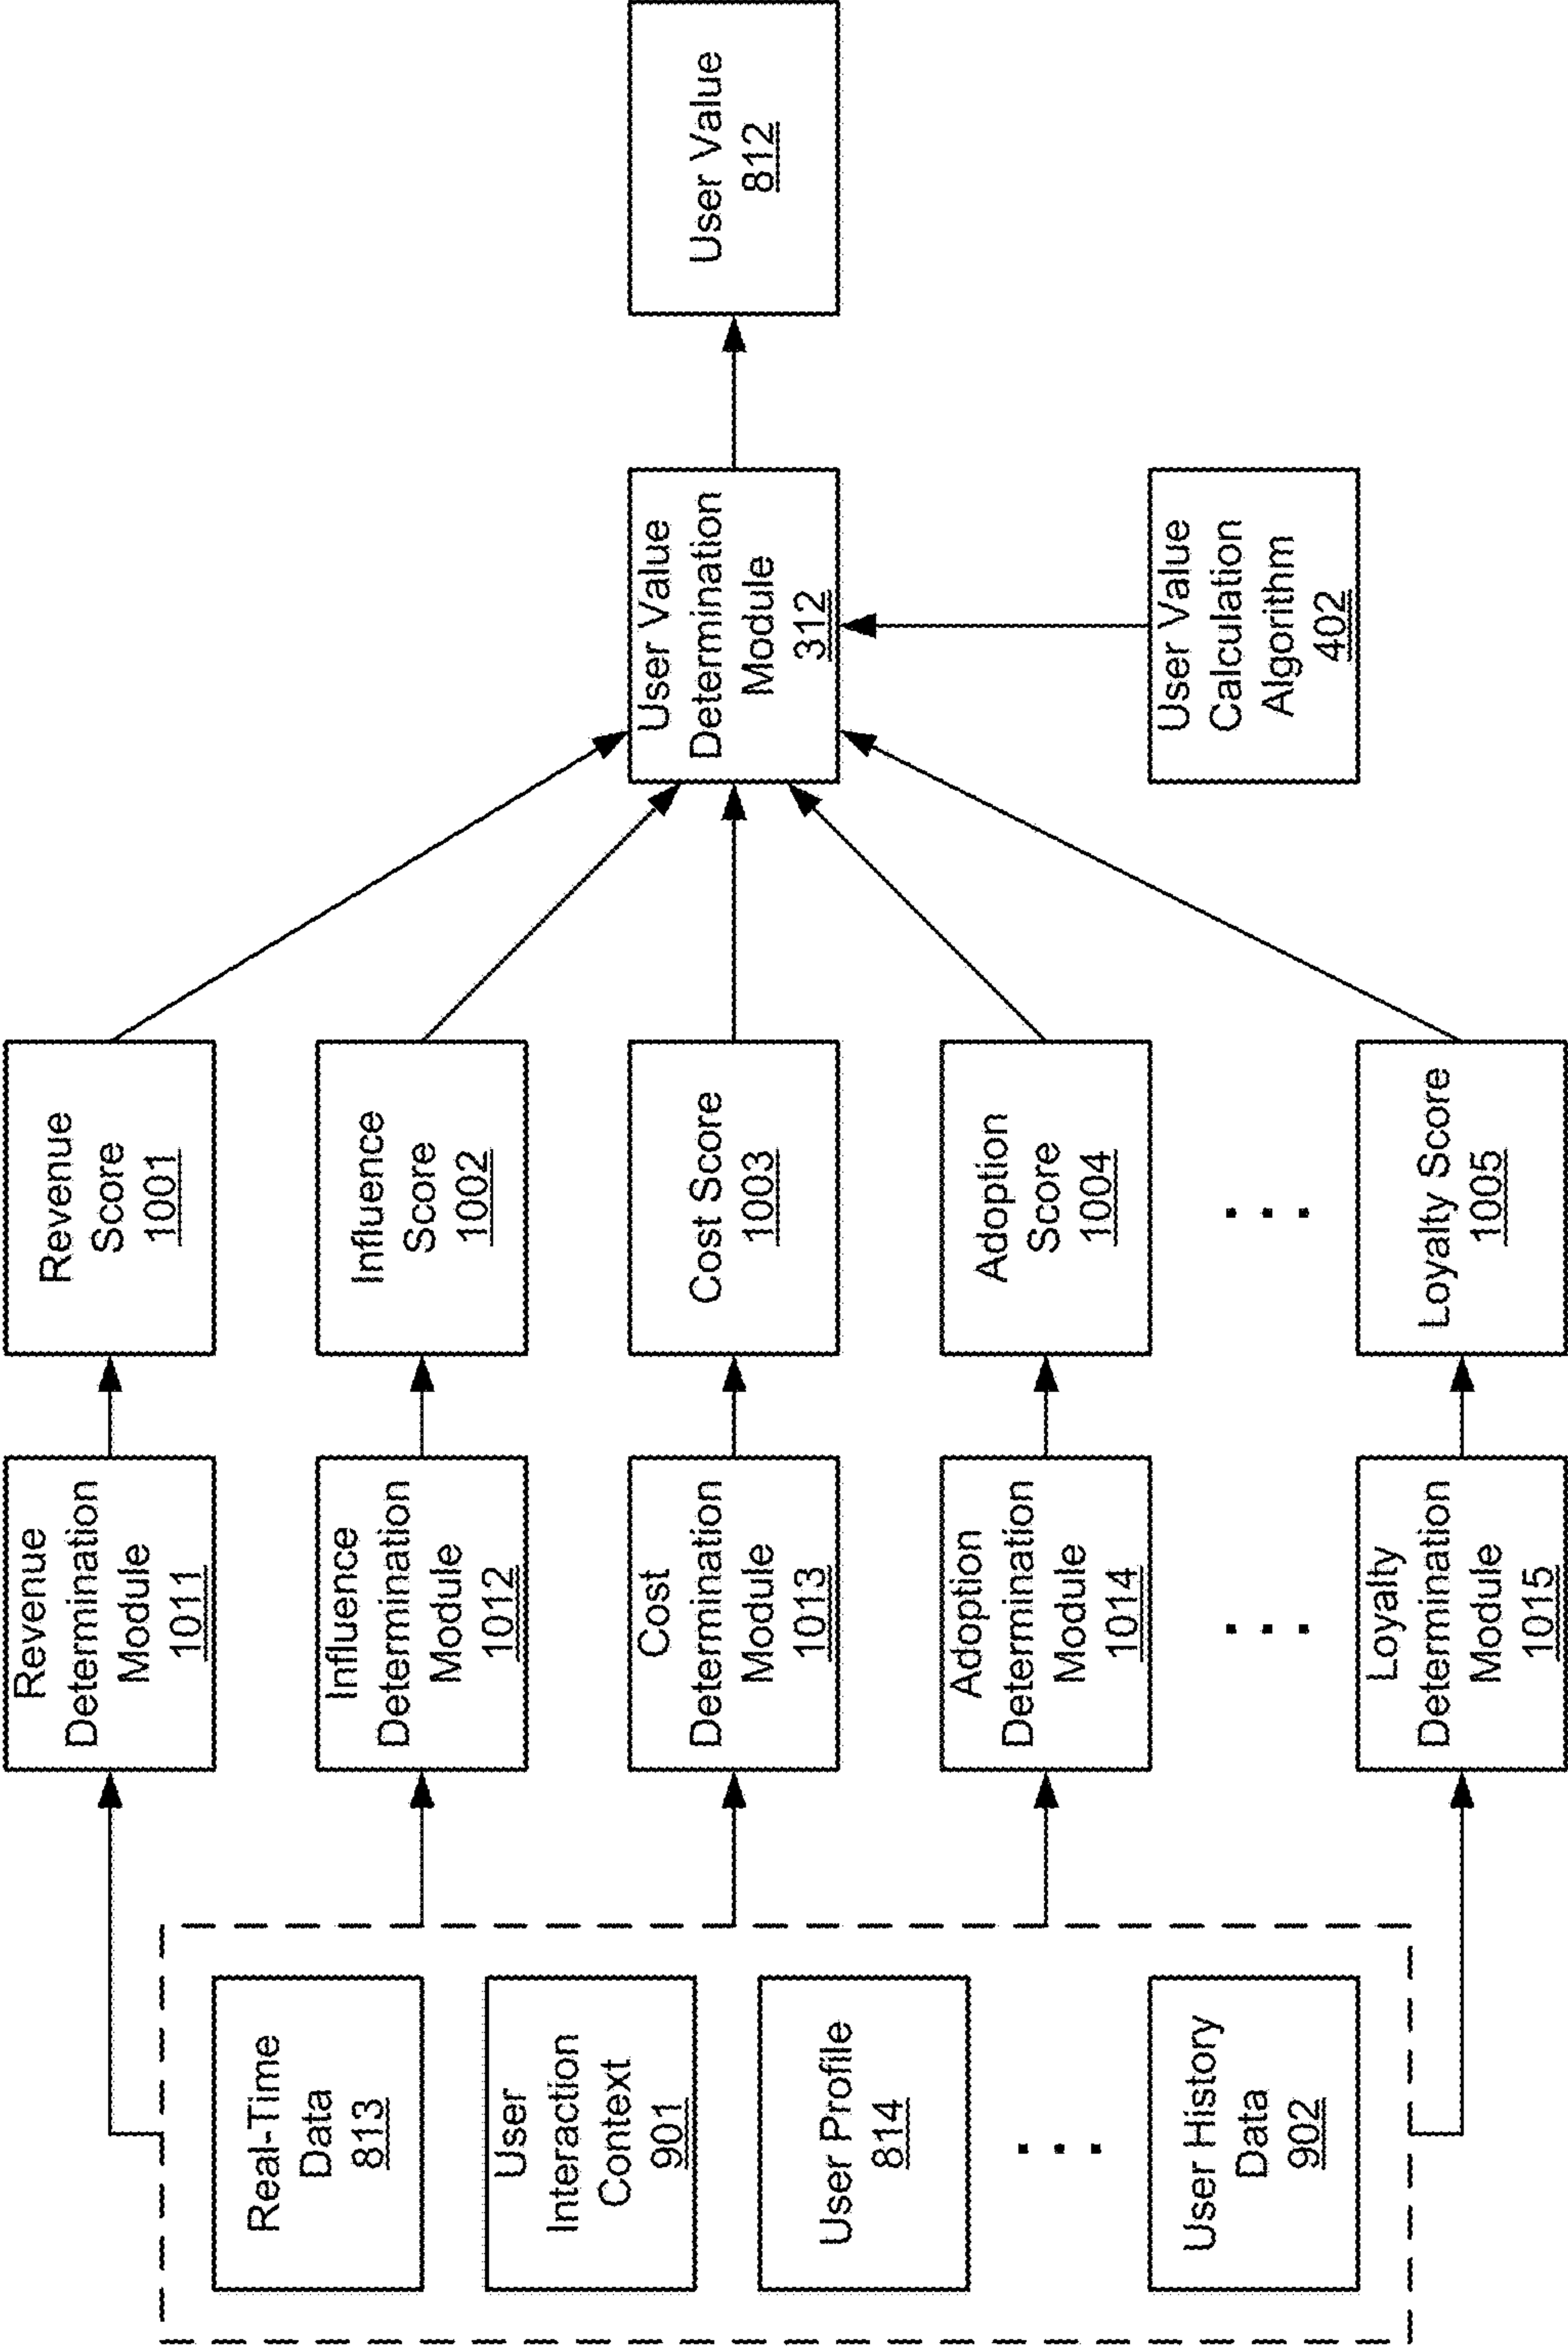 Real-Time
Data
813
User
Interaction
Context
901
User Profile
814
. . .
User History
Data
902
Revenue
Determination
Module
1011
Influence
Determination
Module
1012
Cost
Determination
Module
1013
Adoption
Determination
Module
1014
. . .
Loyalty
Determination
Module
1015
Revenue
Score
1001
Influence
Score
1002
Cost Score
1003
Adoption
Score
1004
. . .
Loyalty Score
1005
User Value
Determination
Module
312
User Value
Calculation
Algorithm
402
User Value
812